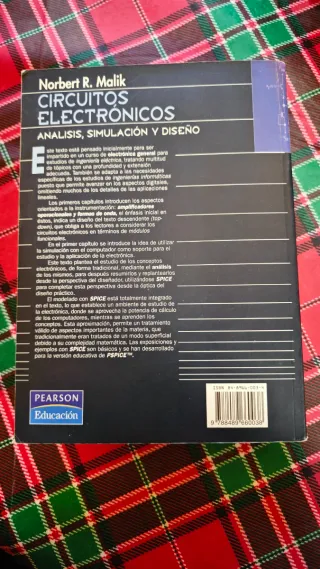 Norbert R. Malik
CIRCUITOS
ELECTRÓNICOS
ANALISIS, SIMULACIÓN Y DISEÑO
Este texto está pensado inicialmente para ser
impartido en un curso de electrónica general para
estudios de ingeniería eléctrica, tratando multitud
de tópicos con una profundidad y extensión
adecuada. También se adapta a las necesidades
específicas de los estudios de ingenierías informáticas
puesto que permite avanzar en los aspectos digitales,
omitiendo muchos de los detalles de las aplicaciones
lineales.
Los primeros capítulos introducen los aspectos
orientados a la instrumentación: amplificadores
operacionales y formas de onda, el énfasis inicial en
éstos, indica un diseño del texto descendente (top-
down), que obliga a los lectores a considerar los
circuitos electrónicos en términos de módulos
funcionales.
En el primer capítulo se introduce la idea de utilizar
la simulación con el computador como soporte para el
estudio y la aplicación de la electrónica.
Este texto plantea el estudio de los conceptos
electrónicos, de forma tradicional, mediante el análisis
de los mismos, para después resumirlos y replantearlos
desde la perspectiva del diseñador, utilizándose SPICE
para completar esta perspectiva desde la óptica del
diseño práctico.
El modelado con SPICE está totalmente integrado
en el texto, lo que establece un ambiente de estudio de
la electrónica, donde se aprovecha la potencia de cálculo
de los computadores, mientras se aprenden los
conceptos. Esta aproximación, permite un tratamiento
válido de aspectos importantes de la materia, que
tradicionalmente eran tratados de un modo superficial
debido a su complejidad matemática. Las exposiciones y
ejemplos con SPICE son básicos y se han desarrollado
para la versión educativa de PSPICE™.
PEARSON
Educación
ISBN 84-89660-03-4
9 788489 660038